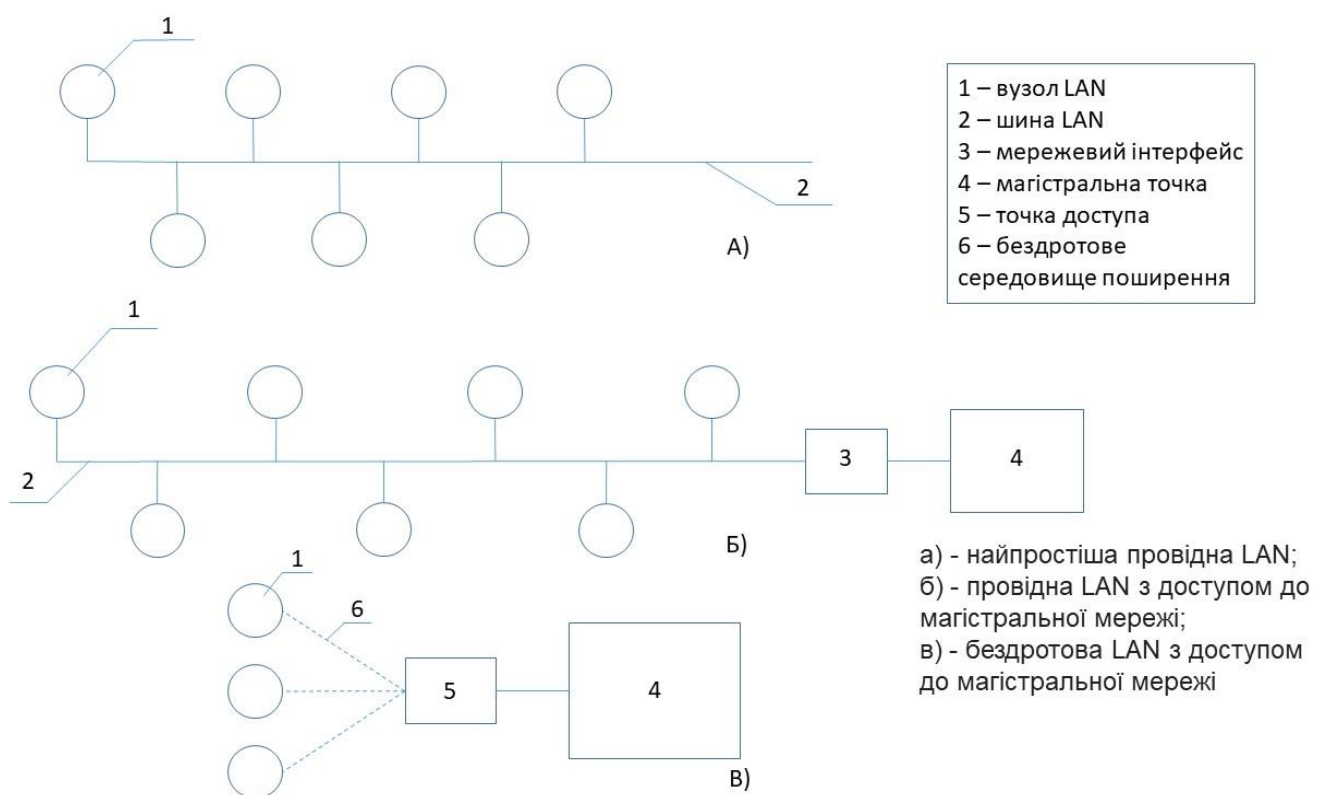 1
2
А)
1 – вузол LAN
2 – шина LAN
3 – мережевий інтерфейс
4 – магістральна точка
5 – точка доступа
6 – бездротове
середовище поширення
1
2
3
4
Б)
1
6
5
4
В)
а) - найпростіша провідна LAN;
б) - провідна LAN з доступом до
магістральної мережі;
в) - бездротова LAN з доступом
до магістральної мережі